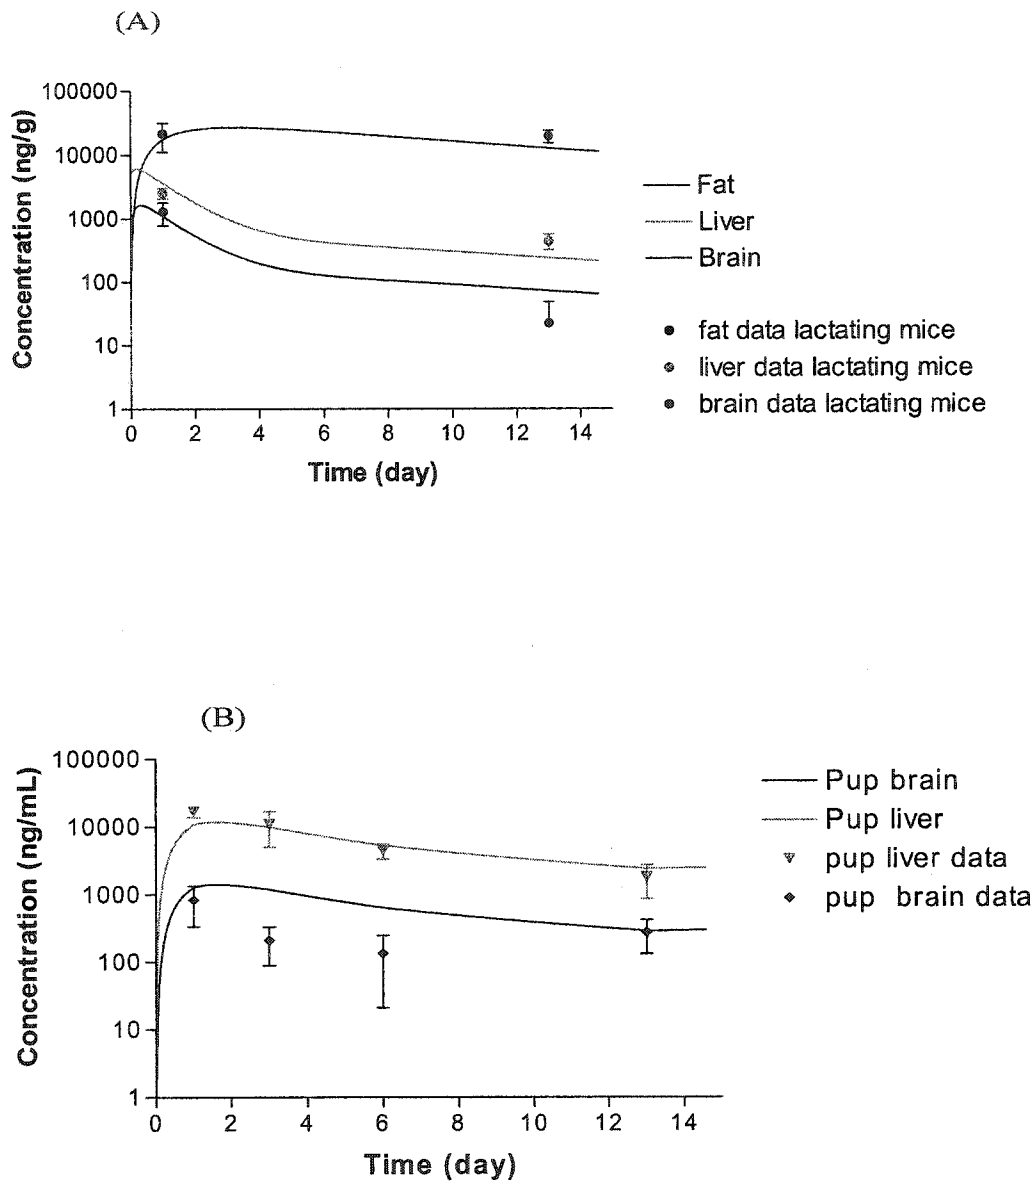 (A)
Concentration (ng/g)
100000
10000
1000
100
10
1
0 2 4 6 8 10 12 14
Time (day)
Fat
Liver
Brain
fat data lactating mice
liver data lactating mice
brain data lactating mice
(B)
Concentration (ng/mL)
100000
10000
1000
100
10
1
0 2 4 6 8 10 12 14
Time (day)
Pup brain
Pup liver
pup liver data
pup brain data